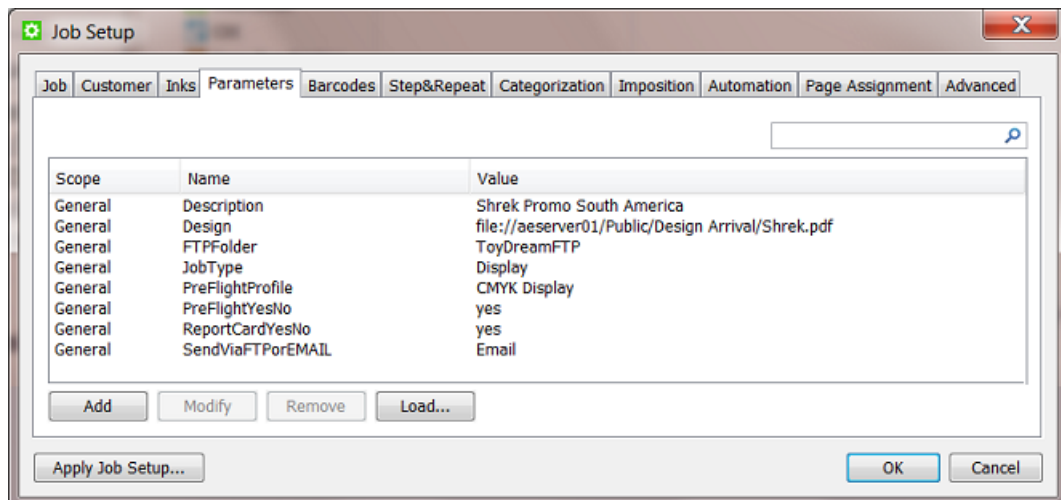 Job Setup
Job Customer Inks Parameters Barcodes Step&Repeat Categorization Imposition Automation Page Assignment Advanced
Scope Name Value
General Description Shrek Promo South America
General Design file://aeserver01/Public/Design Arrival/Shrek.pdf
General FTPFolder ToyDreamFTP
General JobType Display
General PreFlightProfile CMYK Display
General PreFlightYesNo yes
General ReportCardYesNo yes
General SendViaFTPorEMAIL Email
Add Modify Remove Load...
Apply Job Setup... OK Cancel